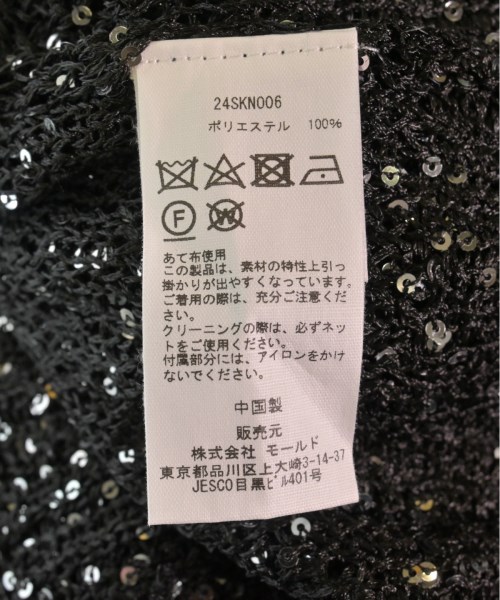 24SKN006
ポリエステル 100%
F W
あて布使用
この製品は、素材の特性上引っ
掛かりが出やすくなっています。
ご着用の際は、充分ご注意くだ
さい。
クリーニングの際は、必ずネッ
トをご使用ください。
付属部分には、アイロンをかけ
ないでください。
中国製
販売元
株式会社 モールド
東京都品川区上大崎3-14-37
JESCO目黒ﾋﾞﾙ401号